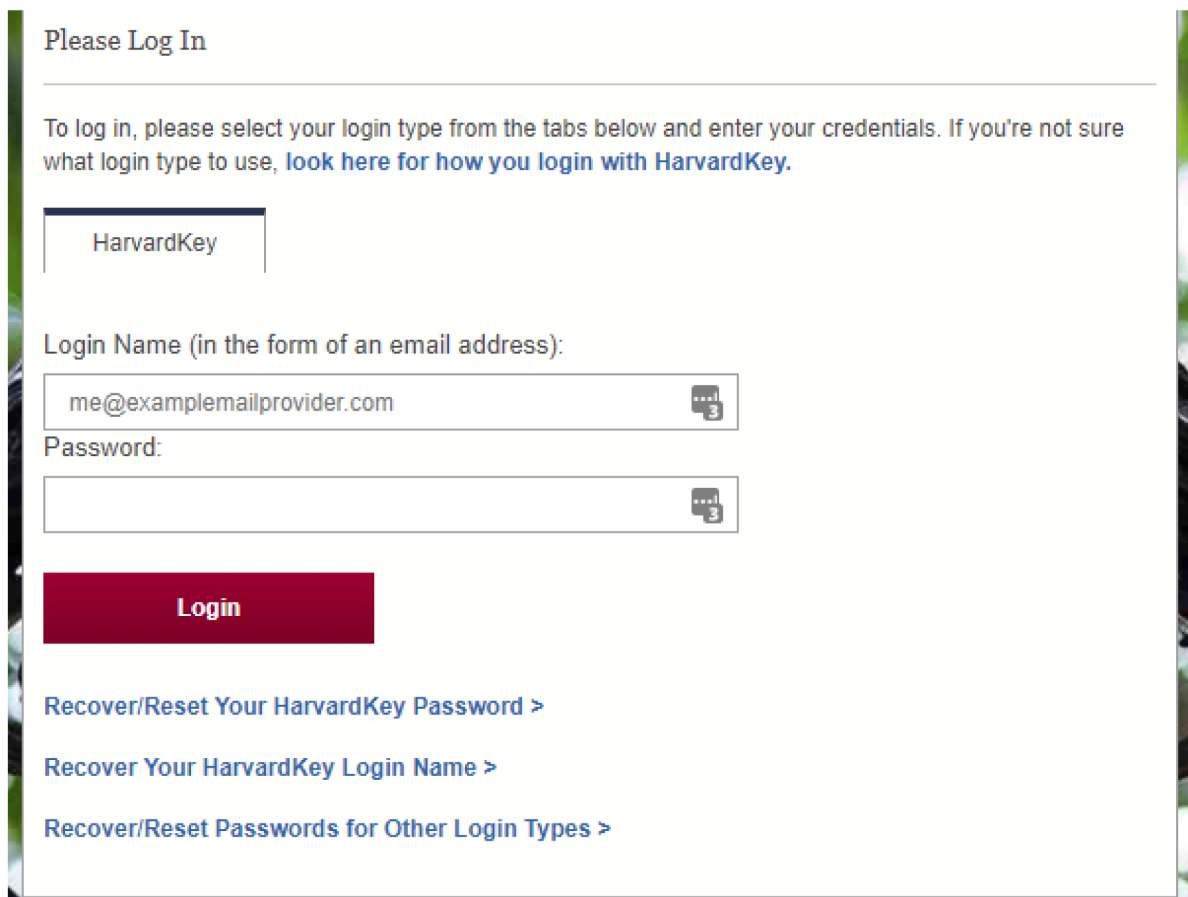 Please Log In
To log in, please select your login type from the tabs below and enter your credentials. If you're not sure
what login type to use, look here for how you login with HarvardKey.
HarvardKey
Login Name (in the form of an email address):
me@examplemailprovider.com
3
Password:
3
Login
Recover/Reset Your HarvardKey Password >
Recover Your HarvardKey Login Name >
Recover/Reset Passwords for Other Login Types >